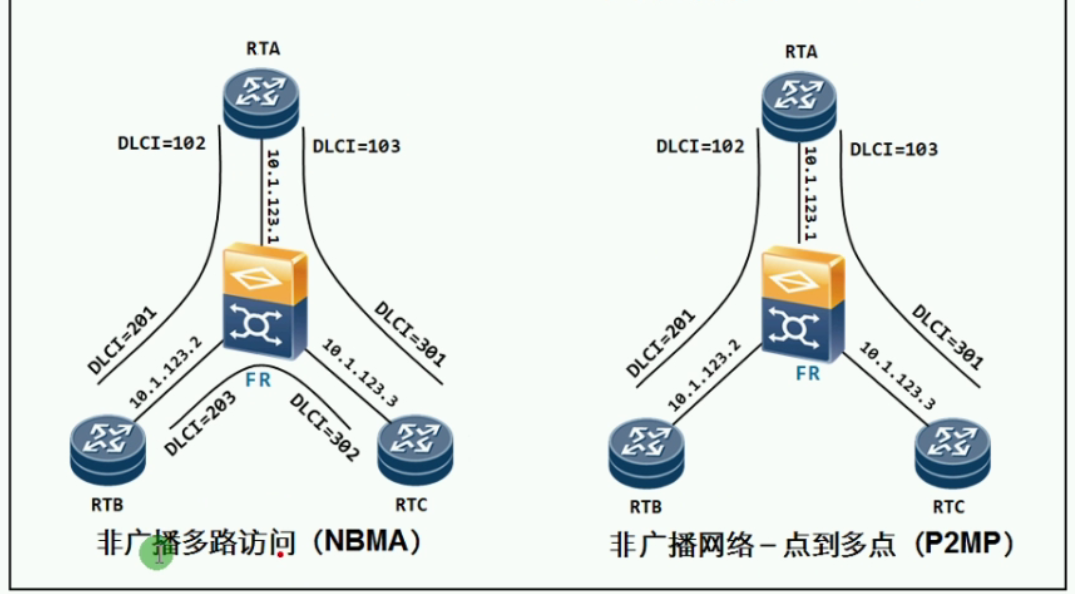 RTA
DLCI=102
DLCI=103
10.1.123.1
DLCI=201
DLCI=301
10.1.123.2
10.1.123.3
FR
DLCI=203
DLCI=302
RTB
RTC
非广播多路访问（NBMA）
RTA
DLCI=102
DLCI=103
10.1.123.1
DLCI=201
DLCI=301
10.1.123.2
10.1.123.3
FR
RTB
RTC
非广播网络－点到多点（P2MP）